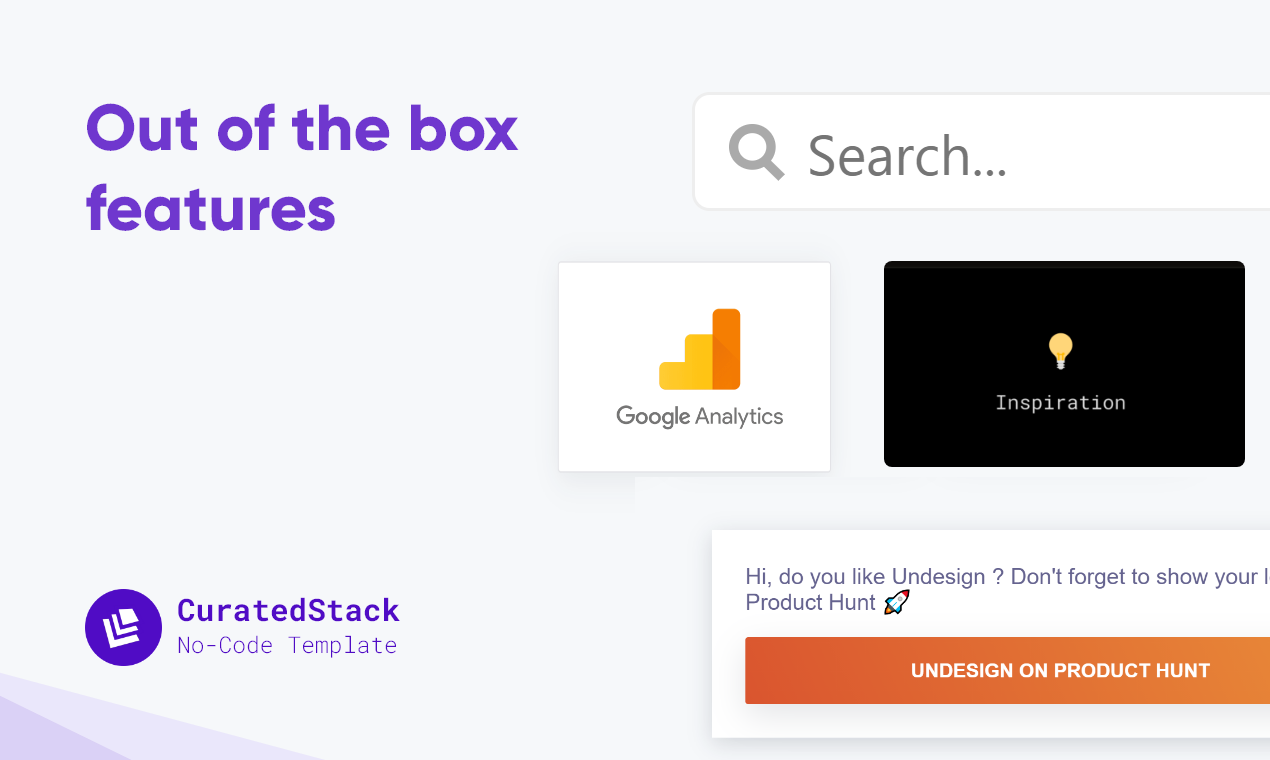 Out of the box
features
Search...
Google Analytics
Inspiration
Hi, do you like Undesign ? Don't forget to show your
Product Hunt 🚀
UNDESIGN ON PRODUCT HUNT
CuratedStack
No-Code Template